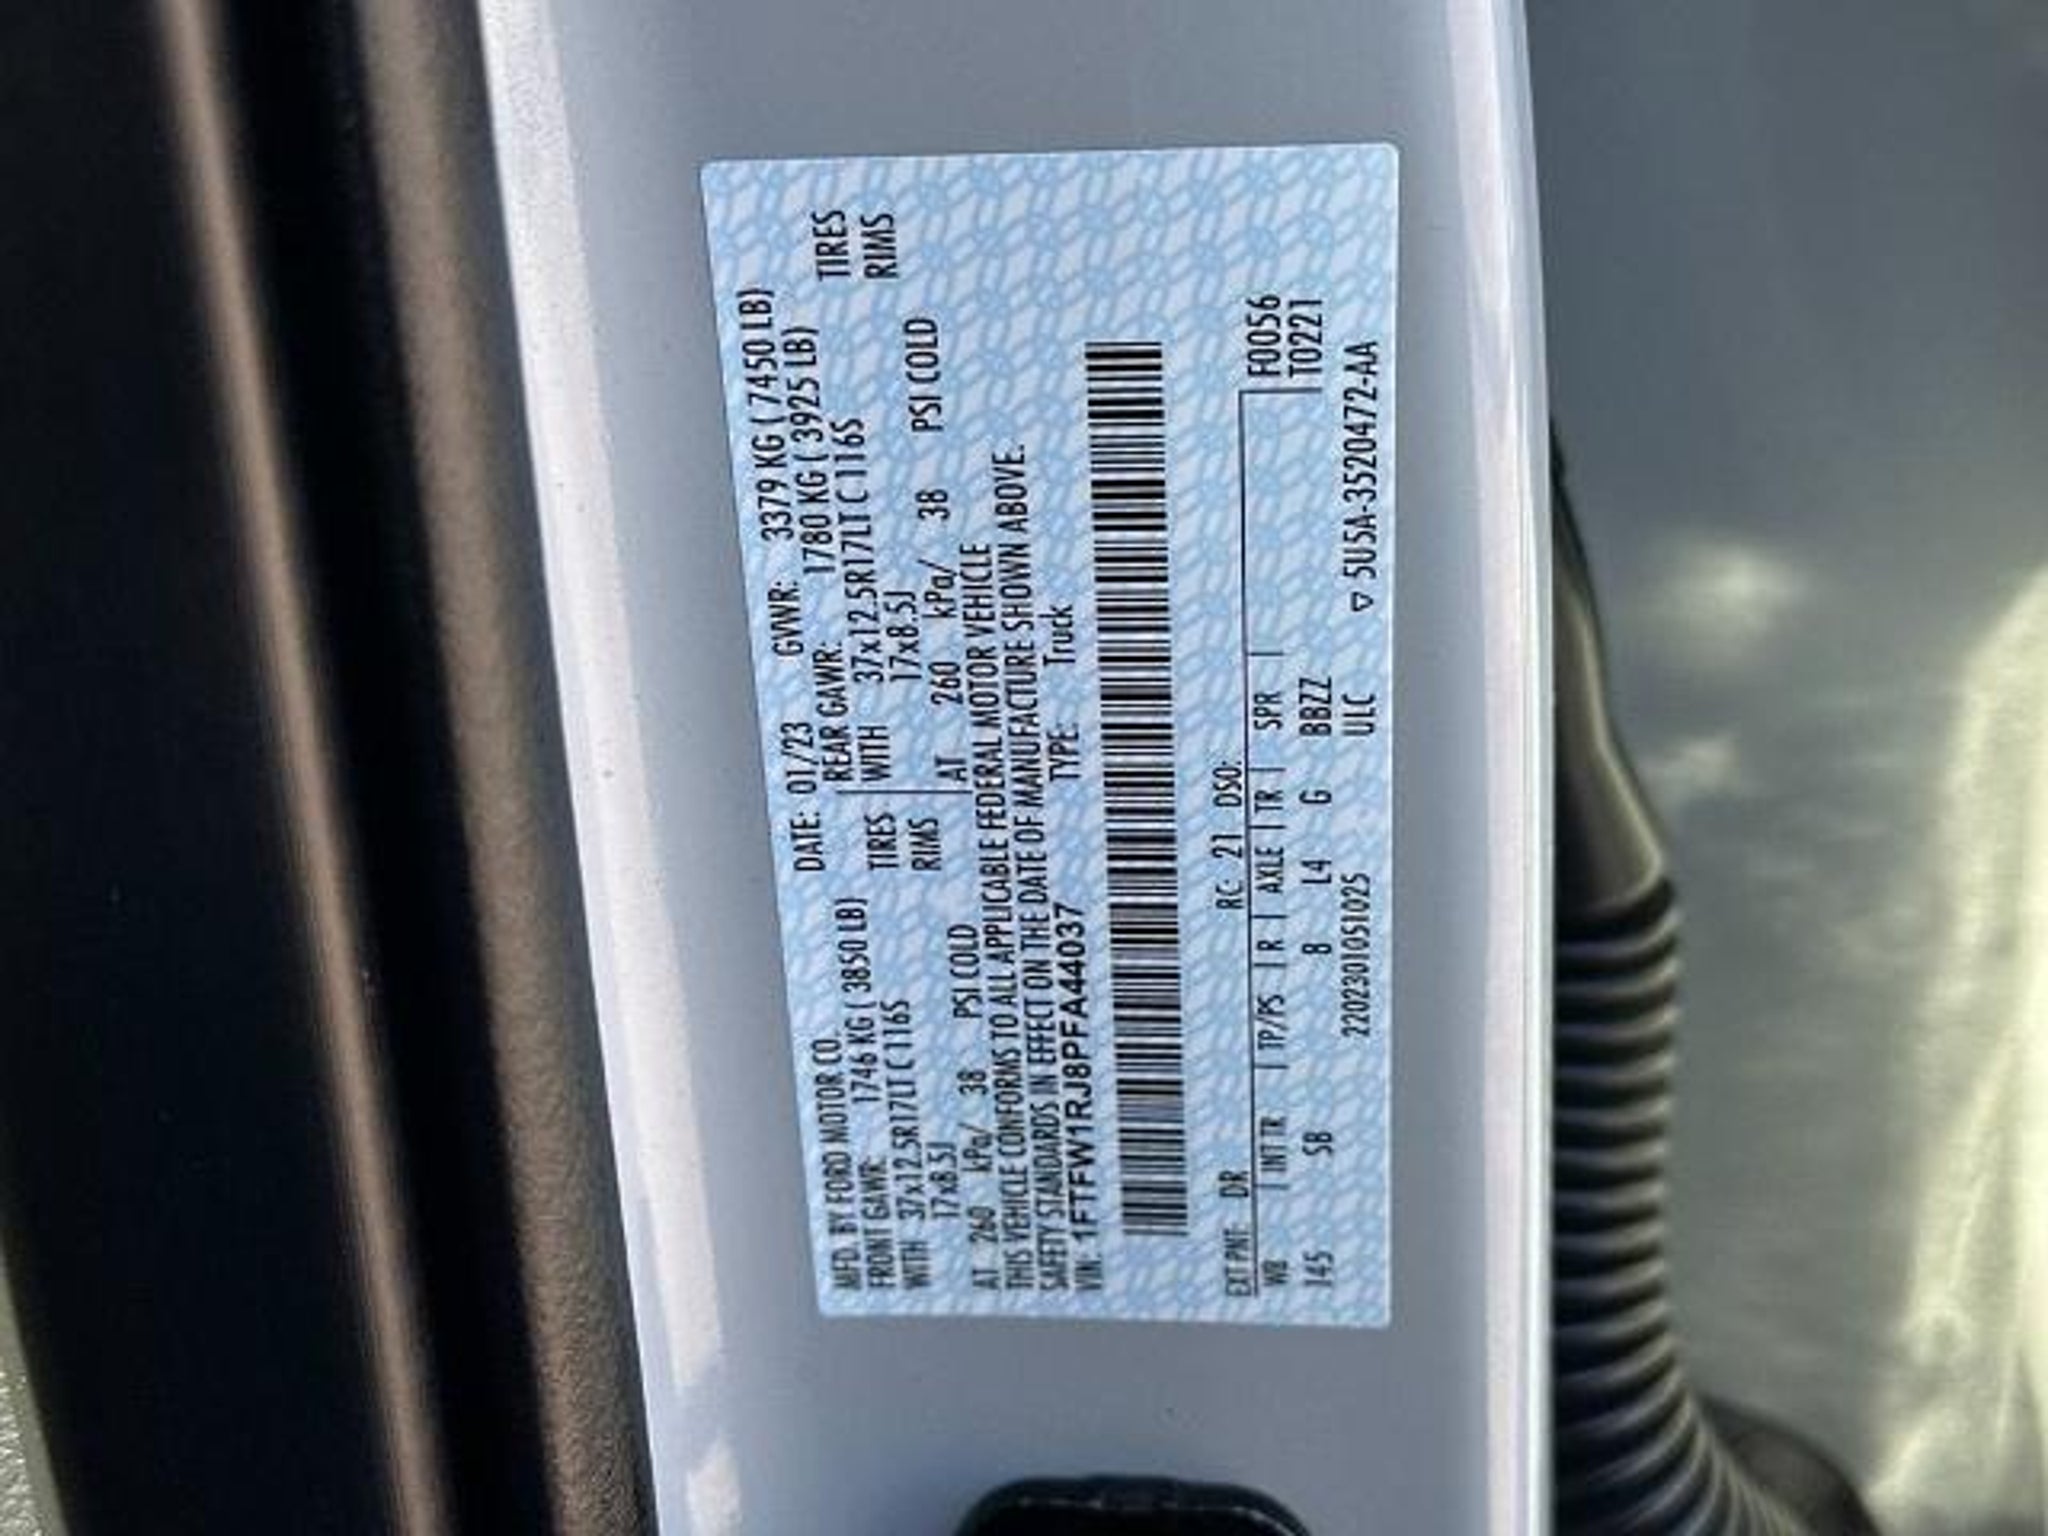 MFD. BY FORD MOTOR CO. DATE: 01/23 GVWR: 3379 KG ( 7450 LB)
FRONT GAWR: 1746 KG ( 3850 LB) REAR GAWR: 1780 KG ( 3925 LB)
WITH 37x12.5R17LT C 116S TIRES WITH 37x12.5R17LT C 116S TIRES
17x8.5J RIMS 17x8.5J RIMS
AT 260 kPa/ 38 PSI COLD AT 260 kPa/ 38 PSI COLD
THIS VEHICLE CONFORMS TO ALL APPLICABLE FEDERAL MOTOR VEHICLE
SAFETY STANDARDS IN EFFECT ON THE DATE OF MANUFACTURE SHOWN ABOVE.
VIN: 1FTFW1RJ8PFA44037 TYPE: Truck
EXT PNT: DR RC: 21 DSO: F0056
WB INT TR TP/PS R AXLE TR SPR T0221
145 SB 8 L4 G BBZZ
2202301051025 ULC ▽ 5U5A-3520472-AA